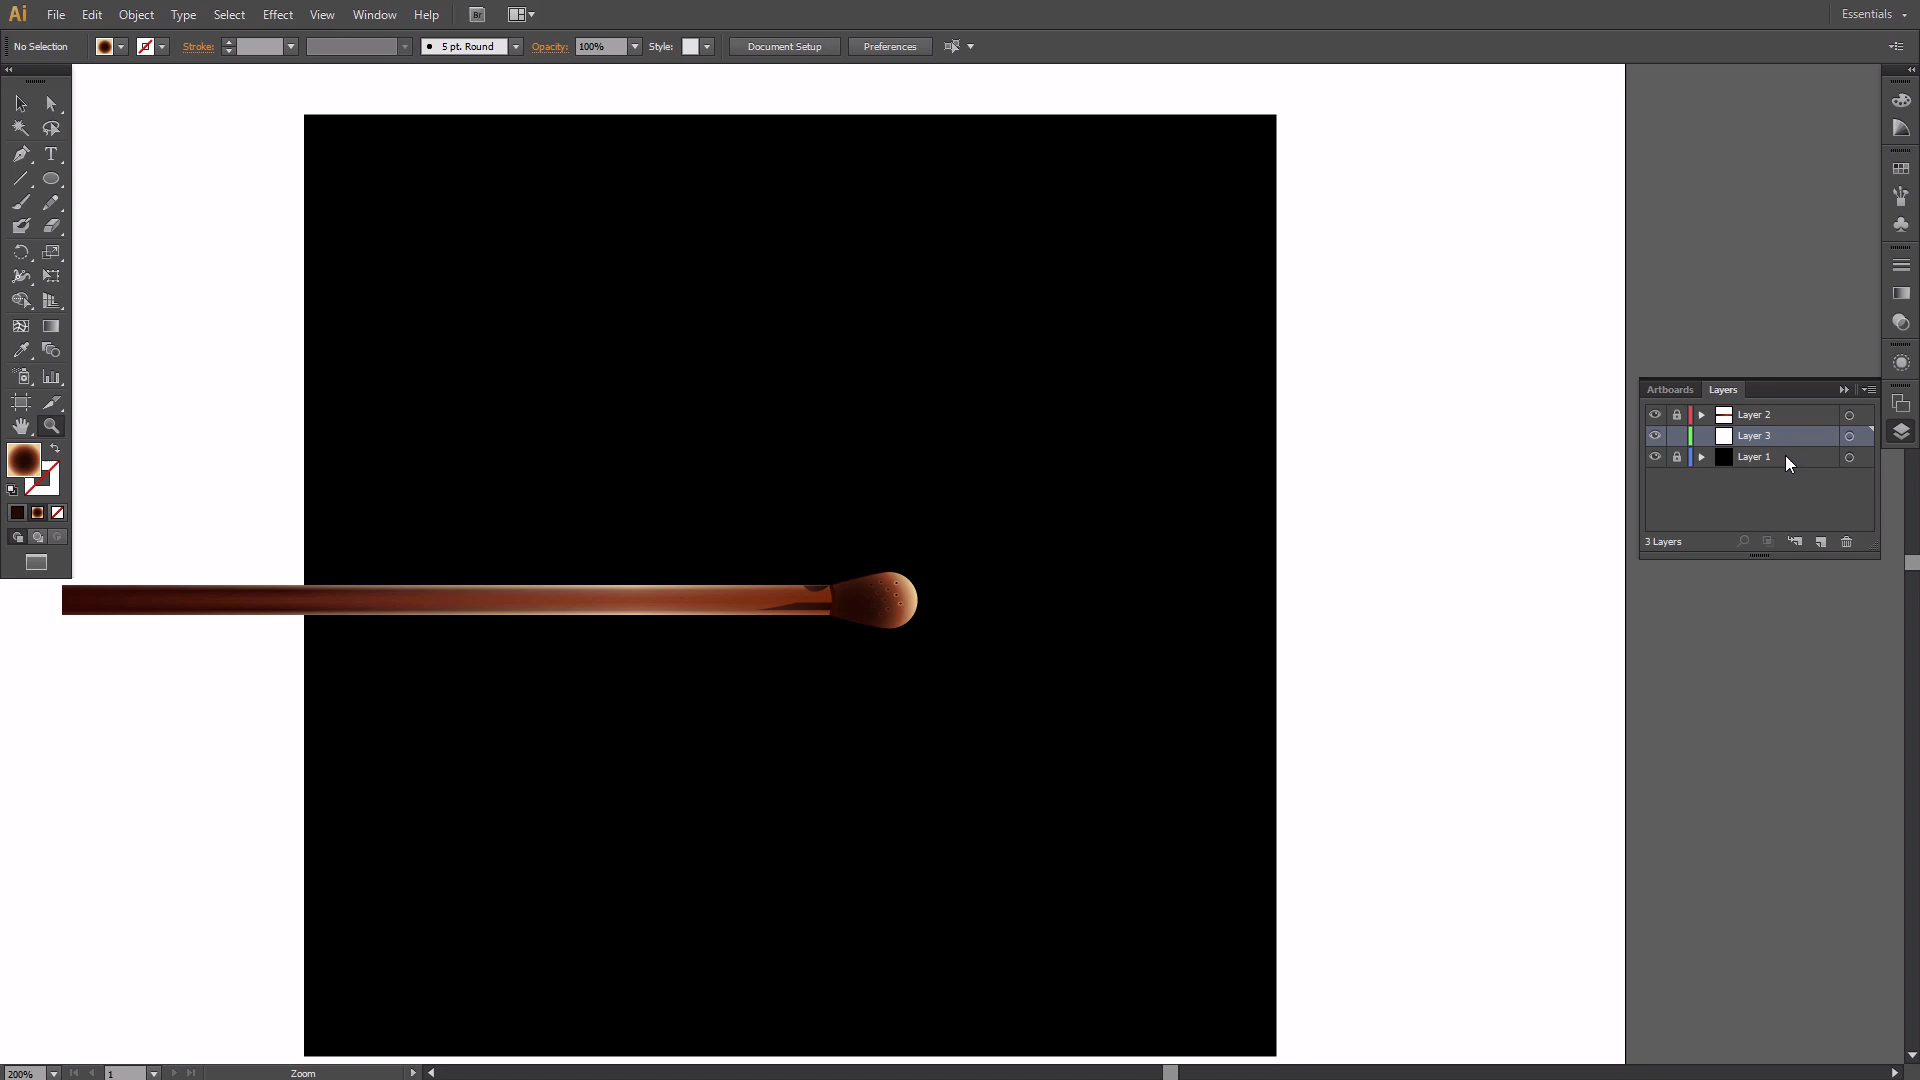 Ai File Edit Object Type Select Effect View Window Help Br Essentials
No Selection Stroke: 5 pt. Round Opacity: 100% Style: Document Setup Preferences
T
Artboards Layers
Layer 2
Layer 3
Layer 1
3 Layers
200% 1 Zoom